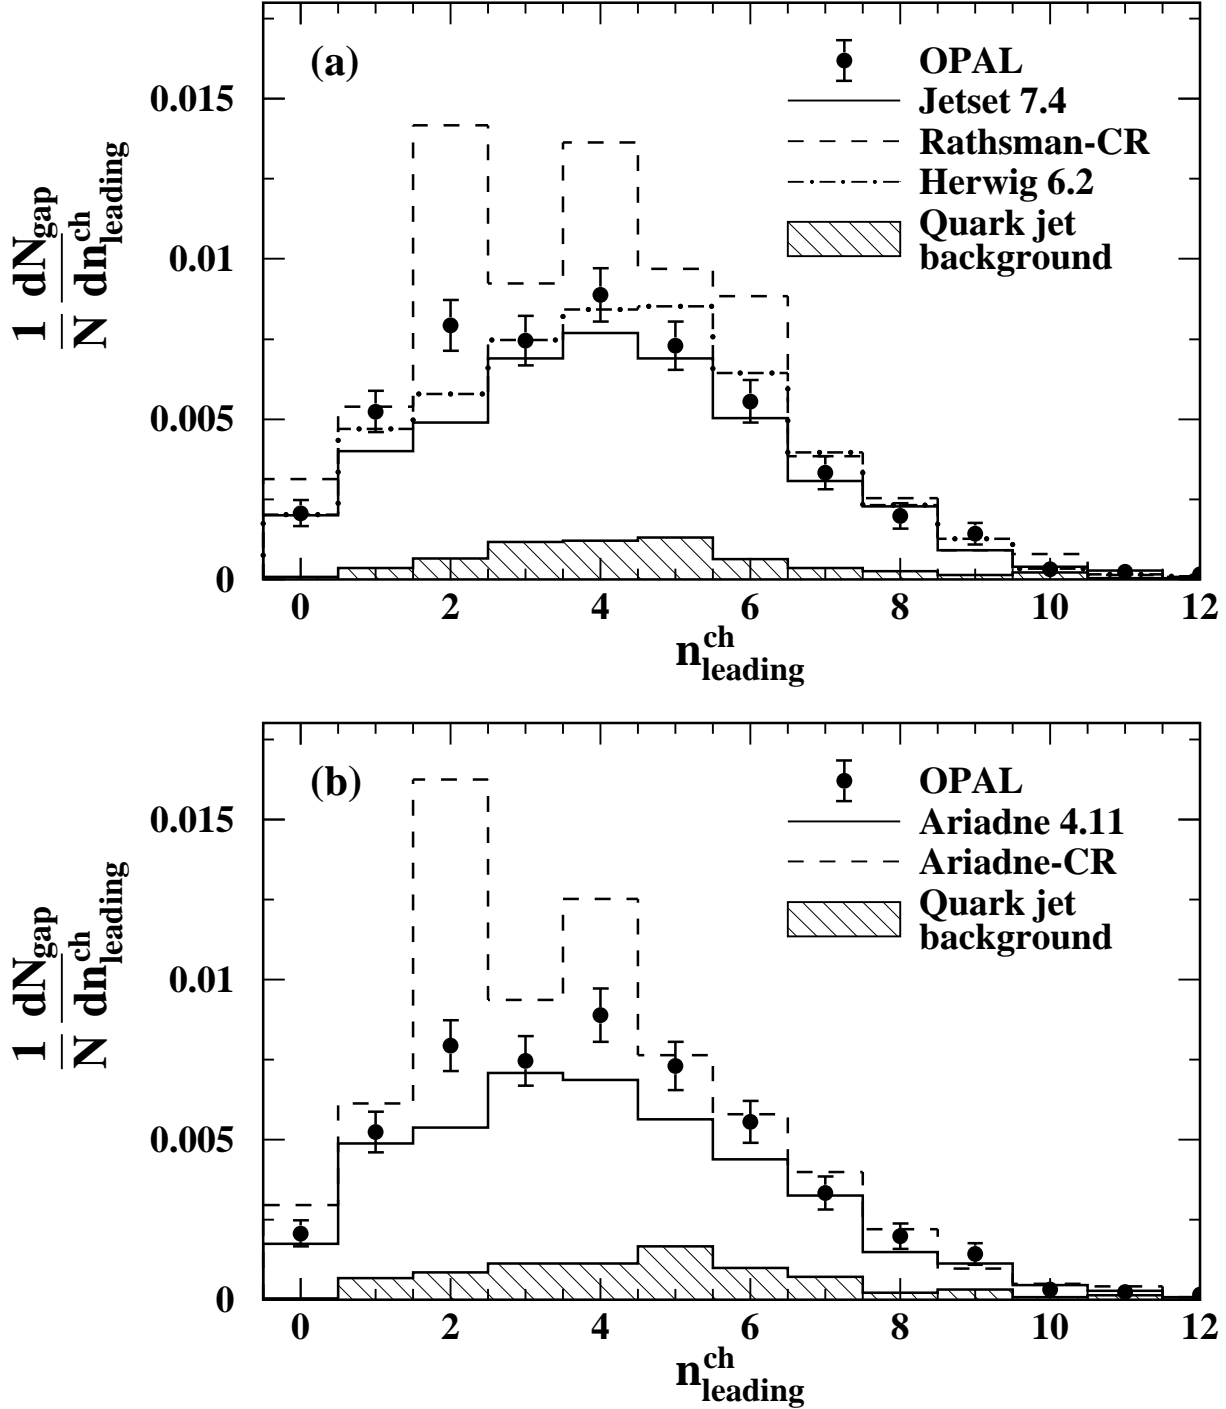 (a)
OPAL
Jetset 7.4
Rathsman-CR
Herwig 6.2
Quark jet
background
0.015
0.01
0.005
0
1 dN_gap
N dn^ch_leading
0 2 4 6 8 10 12
n^ch_leading
(b)
OPAL
Ariadne 4.11
Ariadne-CR
Quark jet
background
0.015
0.01
0.005
0
1 dN_gap
N dn^ch_leading
0 2 4 6 8 10 12
n^ch_leading